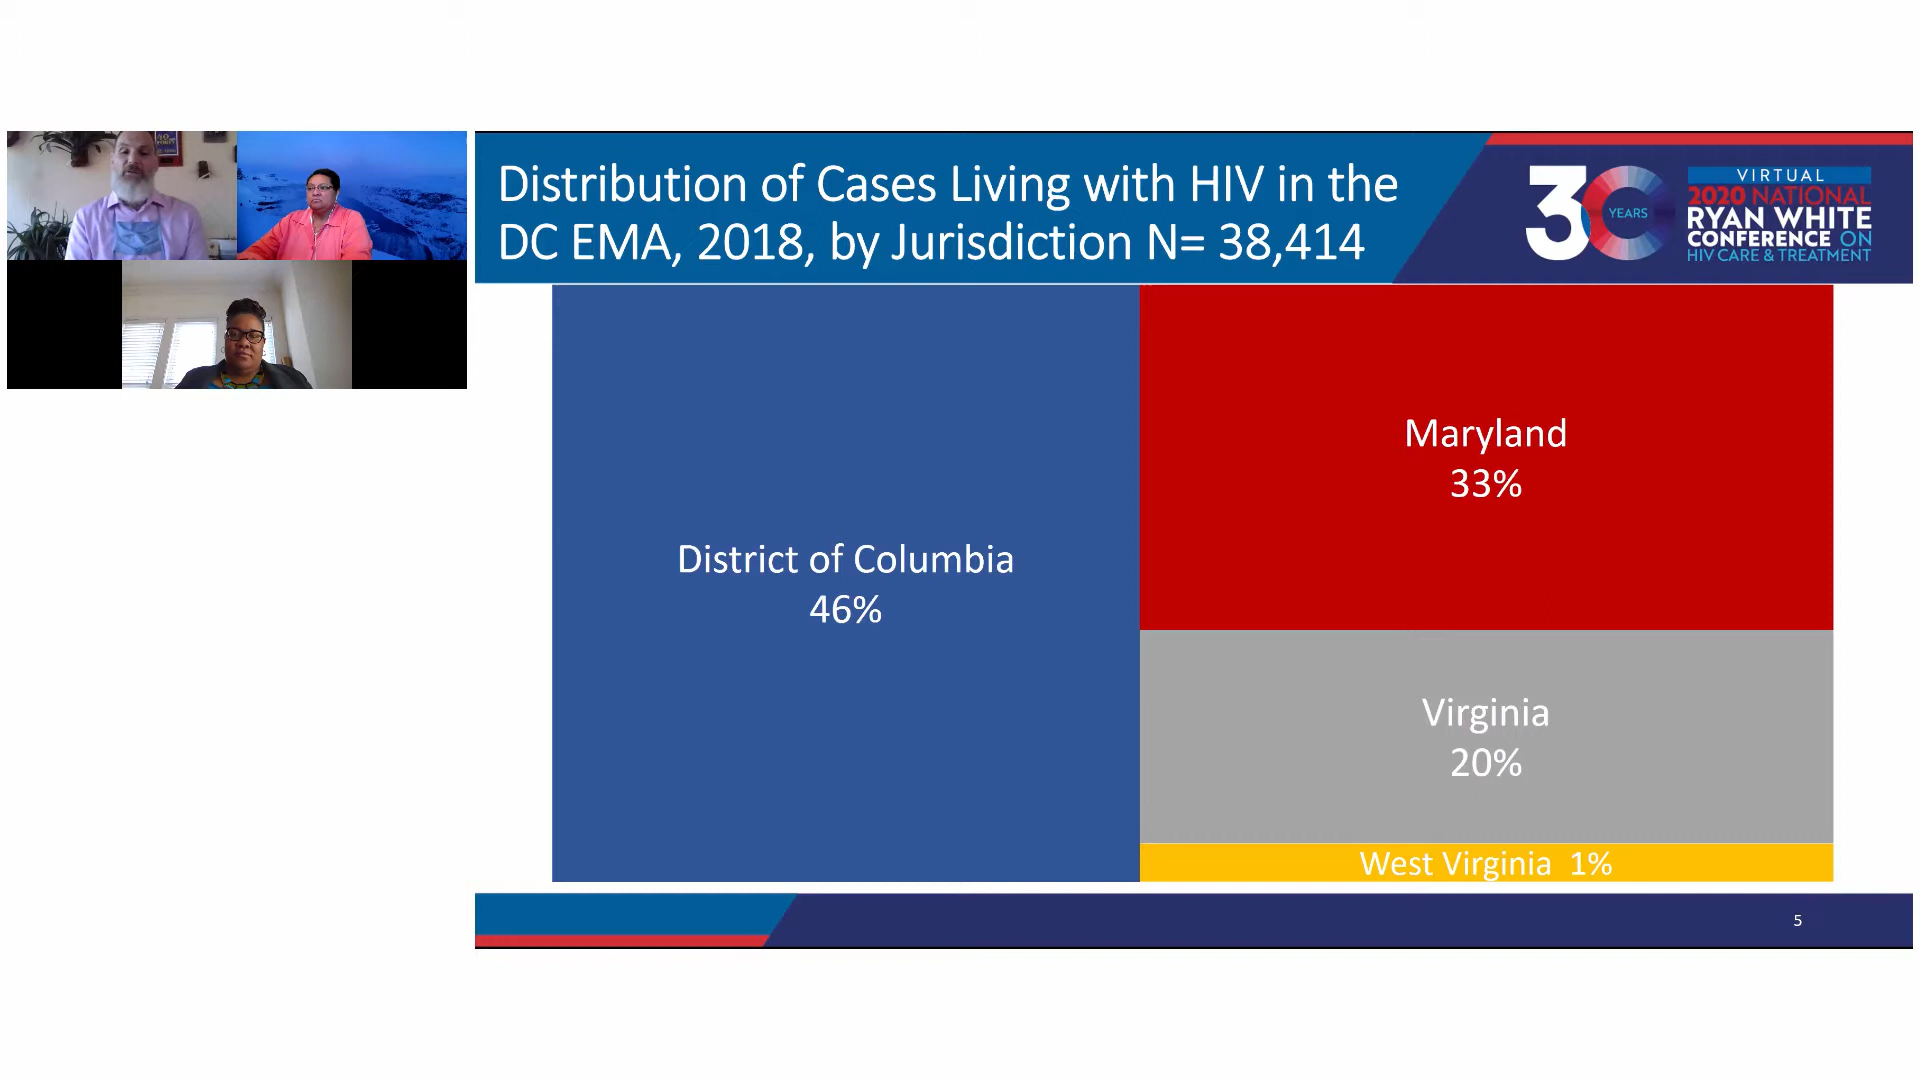 Distribution of Cases Living with HIV in the
DC EMA, 2018, by Jurisdiction N= 38,414
30
YEARS
VIRTUAL
2020 NATIONAL
RYAN WHITE
CONFERENCE ON
HIV CARE & TREATMENT
District of Columbia
46%
Maryland
33%
Virginia
20%
West Virginia 1%
5